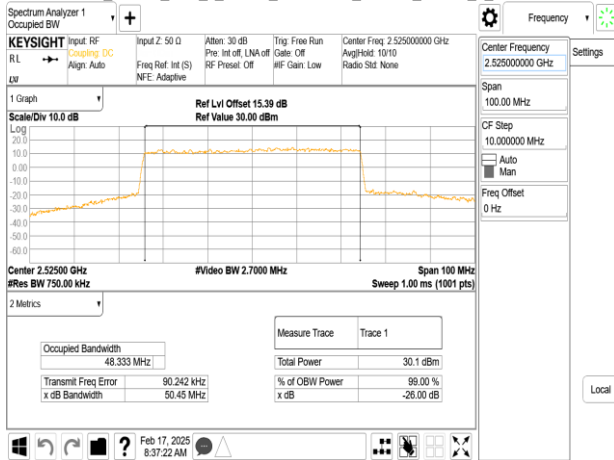 Spectrum Analyzer 1
Occupied BW
Frequency
KEYSIGHT
RL
LXI
Input: RF
Coupling: DC
Align: Auto
Input Z: 50 Ω
Freq Ref: Int (S)
NFE: Adaptive
Atten: 30 dB
Pre: Int off, LNA off
RF Presel: Off
Trig: Free Run
Gate: Off
#IF Gain: Low
Center Freq: 2.525000000 GHz
Avg|Hold: 10/10
Radio Std: None
Center Frequency
2.525000000 GHz
Settings
Span
100.00 MHz
CF Step
10.000000 MHz
Auto
Man
Freq Offset
0 Hz
Local
1 Graph
Scale/Div 10.0 dB
Ref Lvl Offset 15.39 dB
Ref Value 30.00 dBm
Log
20.0
10.0
0.00
-10.0
-20.0
-30.0
-40.0
-50.0
-60.0
Center 2.52500 GHz
#Video BW 2.7000 MHz
Span 100 MHz
#Res BW 750.00 kHz
Sweep 1.00 ms (1001 pts)
2 Metrics
Measure Trace Trace 1
Occupied Bandwidth
48.333 MHz
Total Power 30.1 dBm
Transmit Freq Error 90.242 kHz
% of OBW Power 99.00 %
x dB Bandwidth 50.45 MHz
x dB -26.00 dB
Feb 17, 2025
8:37:22 AM